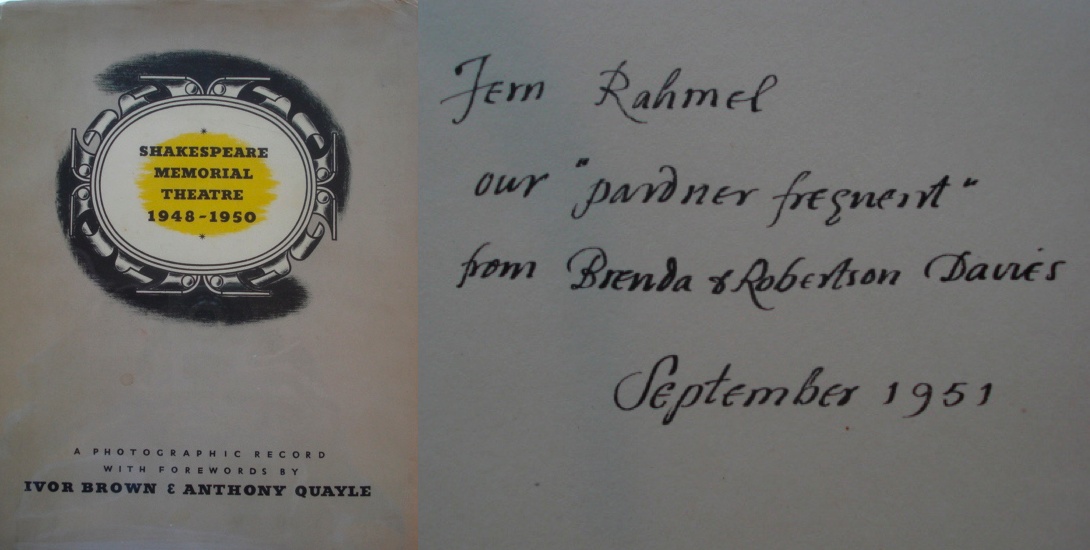 SHAKESPEARE
MEMORIAL
THEATRE
1948-1950
A PHOTOGRAPHIC RECORD
WITH FOREWORDS BY
IVOR BROWN & ANTHONY QUAYLE
Fern Rahmel
our "pardner frequent"
from Brenda & Robertson Davies
September 1951